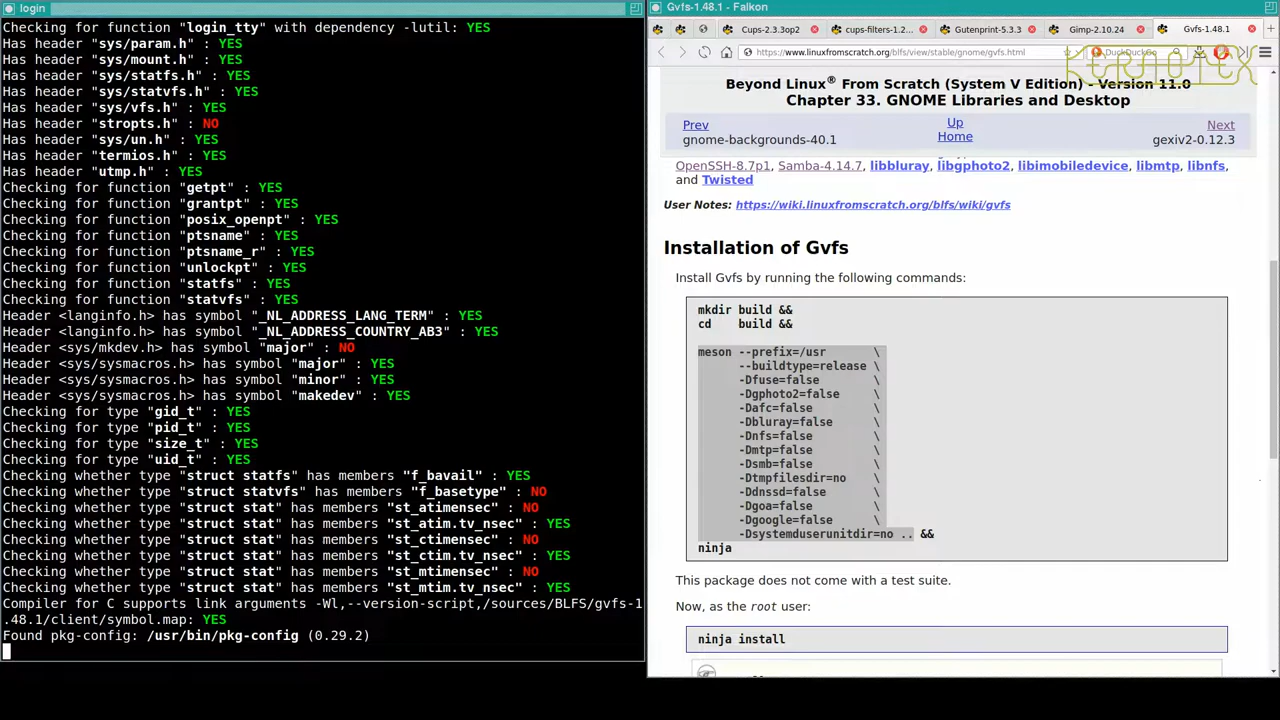 login
Checking for function "login_tty" with dependency -lutil: YES
Has header "sys/param.h" : YES
Has header "sys/mount.h" : YES
Has header "sys/statfs.h" : YES
Has header "sys/statvfs.h" : YES
Has header "sys/vfs.h" : YES
Has header "stropts.h" : NO
Has header "sys/un.h" : YES
Has header "termios.h" : YES
Has header "utmp.h" : YES
Checking for function "getpt" : YES
Checking for function "grantpt" : YES
Checking for function "posix_openpt" : YES
Checking for function "ptsname" : YES
Checking for function "ptsname_r" : YES
Checking for function "unlockpt" : YES
Checking for function "statfs" : YES
Checking for function "statvfs" : YES
Header <langinfo.h> has symbol "_NL_ADDRESS_LANG_TERM" : YES
Header <langinfo.h> has symbol "_NL_ADDRESS_COUNTRY_AB3" : YES
Header <sys/mkdev.h> has symbol "major" : NO
Header <sys/sysmacros.h> has symbol "major" : YES
Header <sys/sysmacros.h> has symbol "minor" : YES
Header <sys/sysmacros.h> has symbol "makedev" : YES
Checking for type "gid_t" : YES
Checking for type "pid_t" : YES
Checking for type "size_t" : YES
Checking for type "uid_t" : YES
Checking whether type "struct statfs" has members "f_bavail" : YES
Checking whether type "struct statvfs" has members "f_basetype" : NO
Checking whether type "struct stat" has members "st_atimensec" : NO
Checking whether type "struct stat" has members "st_atim.tv_nsec" : YES
Checking whether type "struct stat" has members "st_ctimensec" : NO
Checking whether type "struct stat" has members "st_ctim.tv_nsec" : YES
Checking whether type "struct stat" has members "st_mtimensec" : NO
Checking whether type "struct stat" has members "st_mtim.tv_nsec" : YES
Compiler for C supports link arguments -Wl,--version-script,/sources/BLFS/gvfs-1
.48.1/client/symbol.map: YES
Found pkg-config: /usr/bin/pkg-config (0.29.2)
Gvfs-1.48.1 - Falkon
Cups-2.3.3op2 cups-filters-1.2... Gutenprint-5.3.3 Gimp-2.10.24 Gvfs-1.48.1
https://www.linuxfromscratch.org/blfs/view/stable/gnome/gvfs.html DuckDuckGo
KERNOTEX
Beyond Linux® From Scratch (System V Edition) - Version 11.0
Chapter 33. GNOME Libraries and Desktop
Prev Up Next
gnome-backgrounds-40.1 Home gexiv2-0.12.3
OpenSSH-8.7p1, Samba-4.14.7, libbluray, libgphoto2, libimobiledevice, libmtp, libnfs,
and Twisted
User Notes: https://wiki.linuxfromscratch.org/blfs/wiki/gvfs
Installation of Gvfs
Install Gvfs by running the following commands:
mkdir build &&
cd    build &&
meson --prefix=/usr       \
--buildtype=release \
-Dfuse=false        \
-Dgphoto2=false     \
-Dafc=false         \
-Dbluray=false      \
-Dnfs=false         \
-Dmtp=false         \
-Dsmb=false         \
-Dtmpfilesdir=no    \
-Ddnssd=false       \
-Dgoa=false         \
-Dgoogle=false      \
-Dsystemduserunitdir=no .. &&
ninja
This package does not come with a test suite.
Now, as the root user:
ninja install